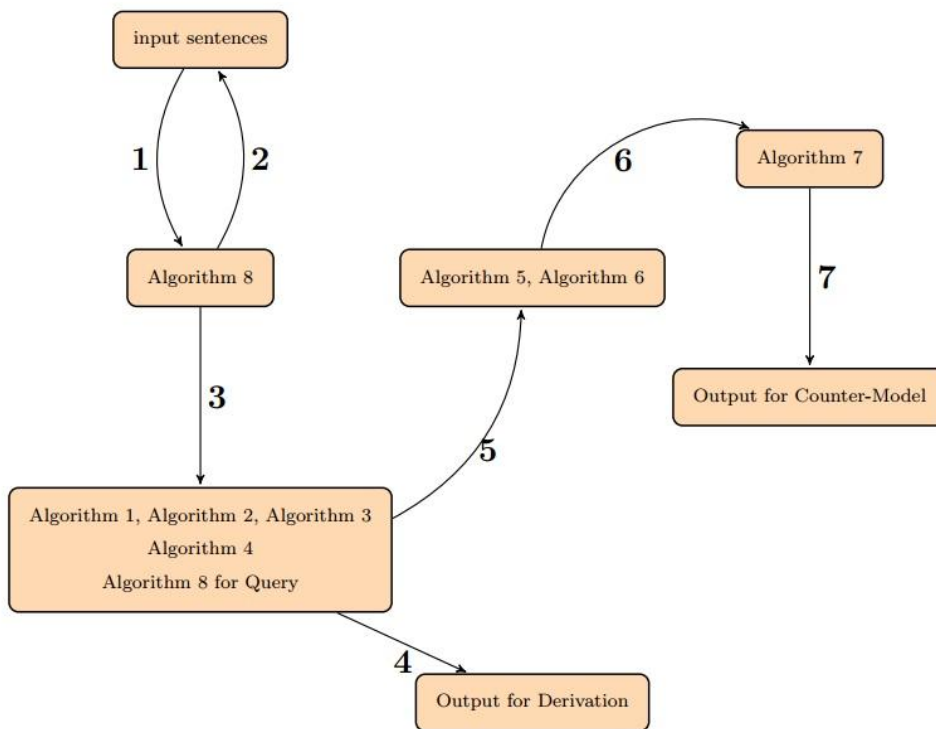 input sentences
1
2
Algorithm 8
3
Algorithm 1, Algorithm 2, Algorithm 3
Algorithm 4
Algorithm 8 for Query
4
Output for Derivation
5
Algorithm 5, Algorithm 6
6
Algorithm 7
7
Output for Counter-Model